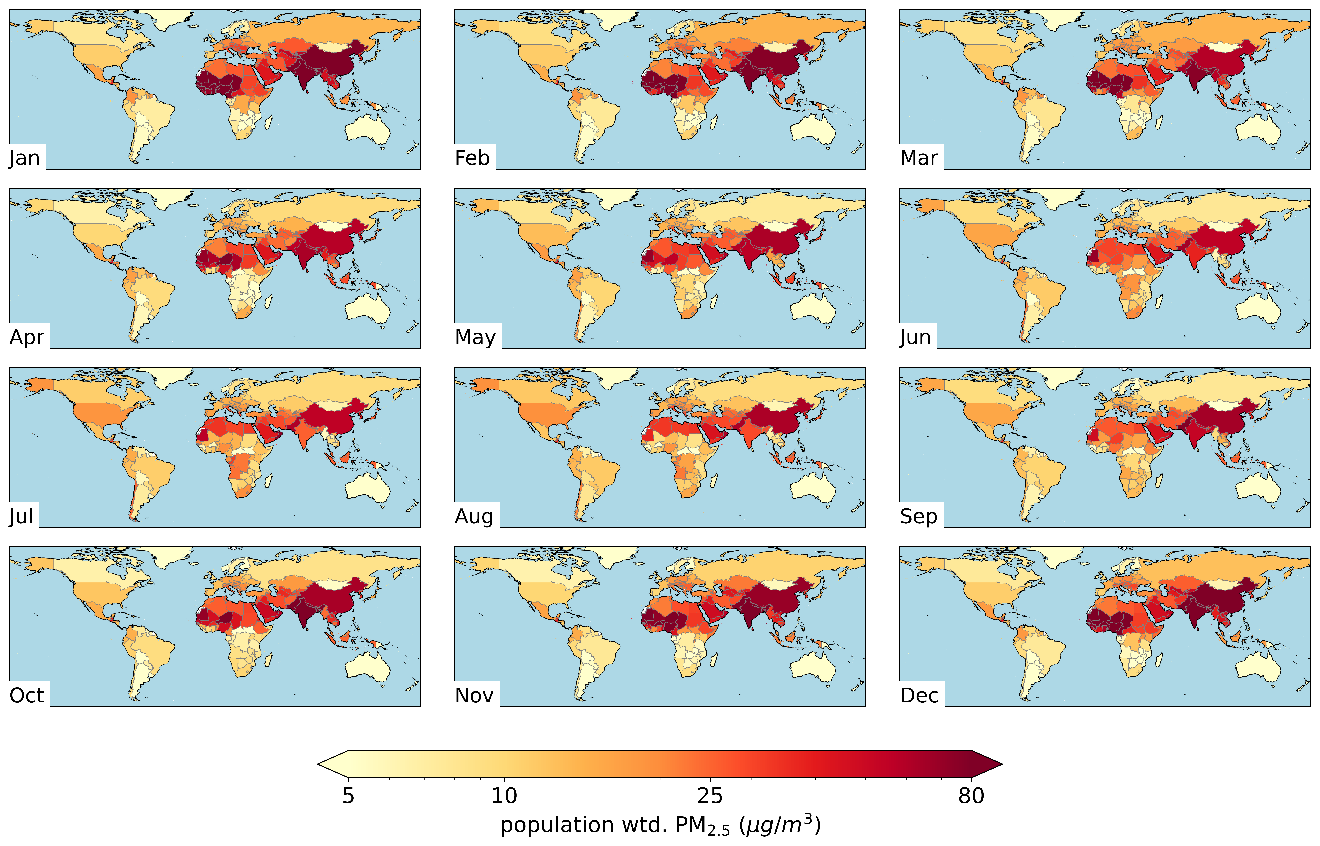 Jan
Feb
Mar
Apr
May
Jun
Jul
Aug
Sep
Oct
Nov
Dec
5 10 25 80
population wtd. PM₂.₅ (μg/m³)